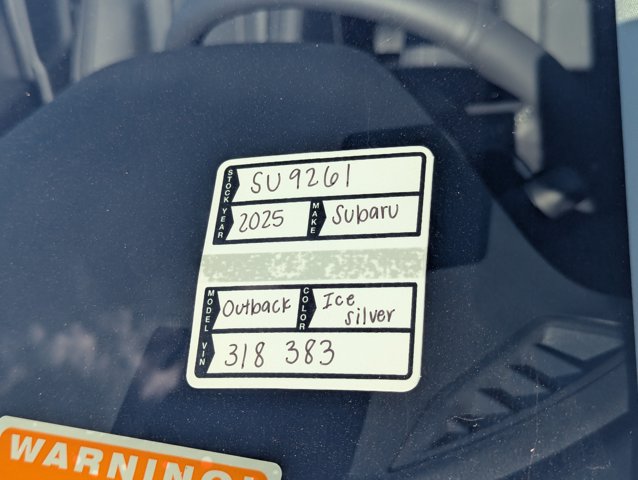 STOCK SU9261
YEAR 2025 MAKE Subaru
MODEL Outback COLOR Ice silver
VIN 318 383
WARNING!